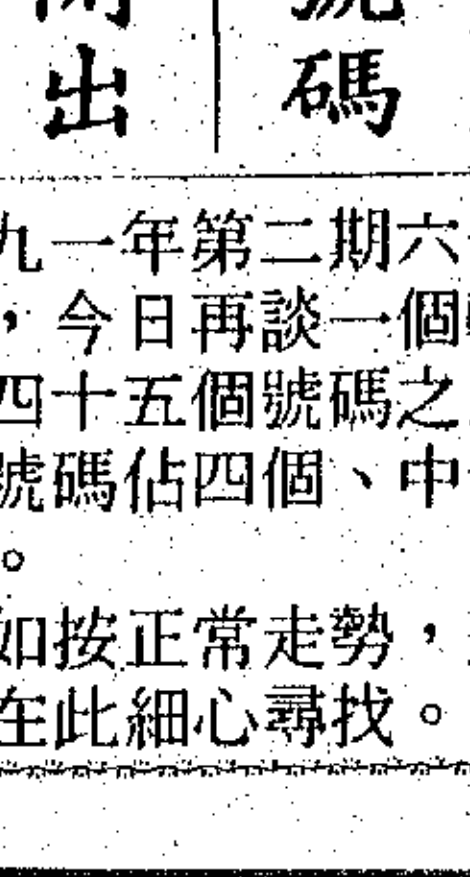 號碼
出
九一年第二期六
，今日再談一個
四十五個號碼之
號碼佔四個、中
。
如按正常走勢，
在此細心尋找。